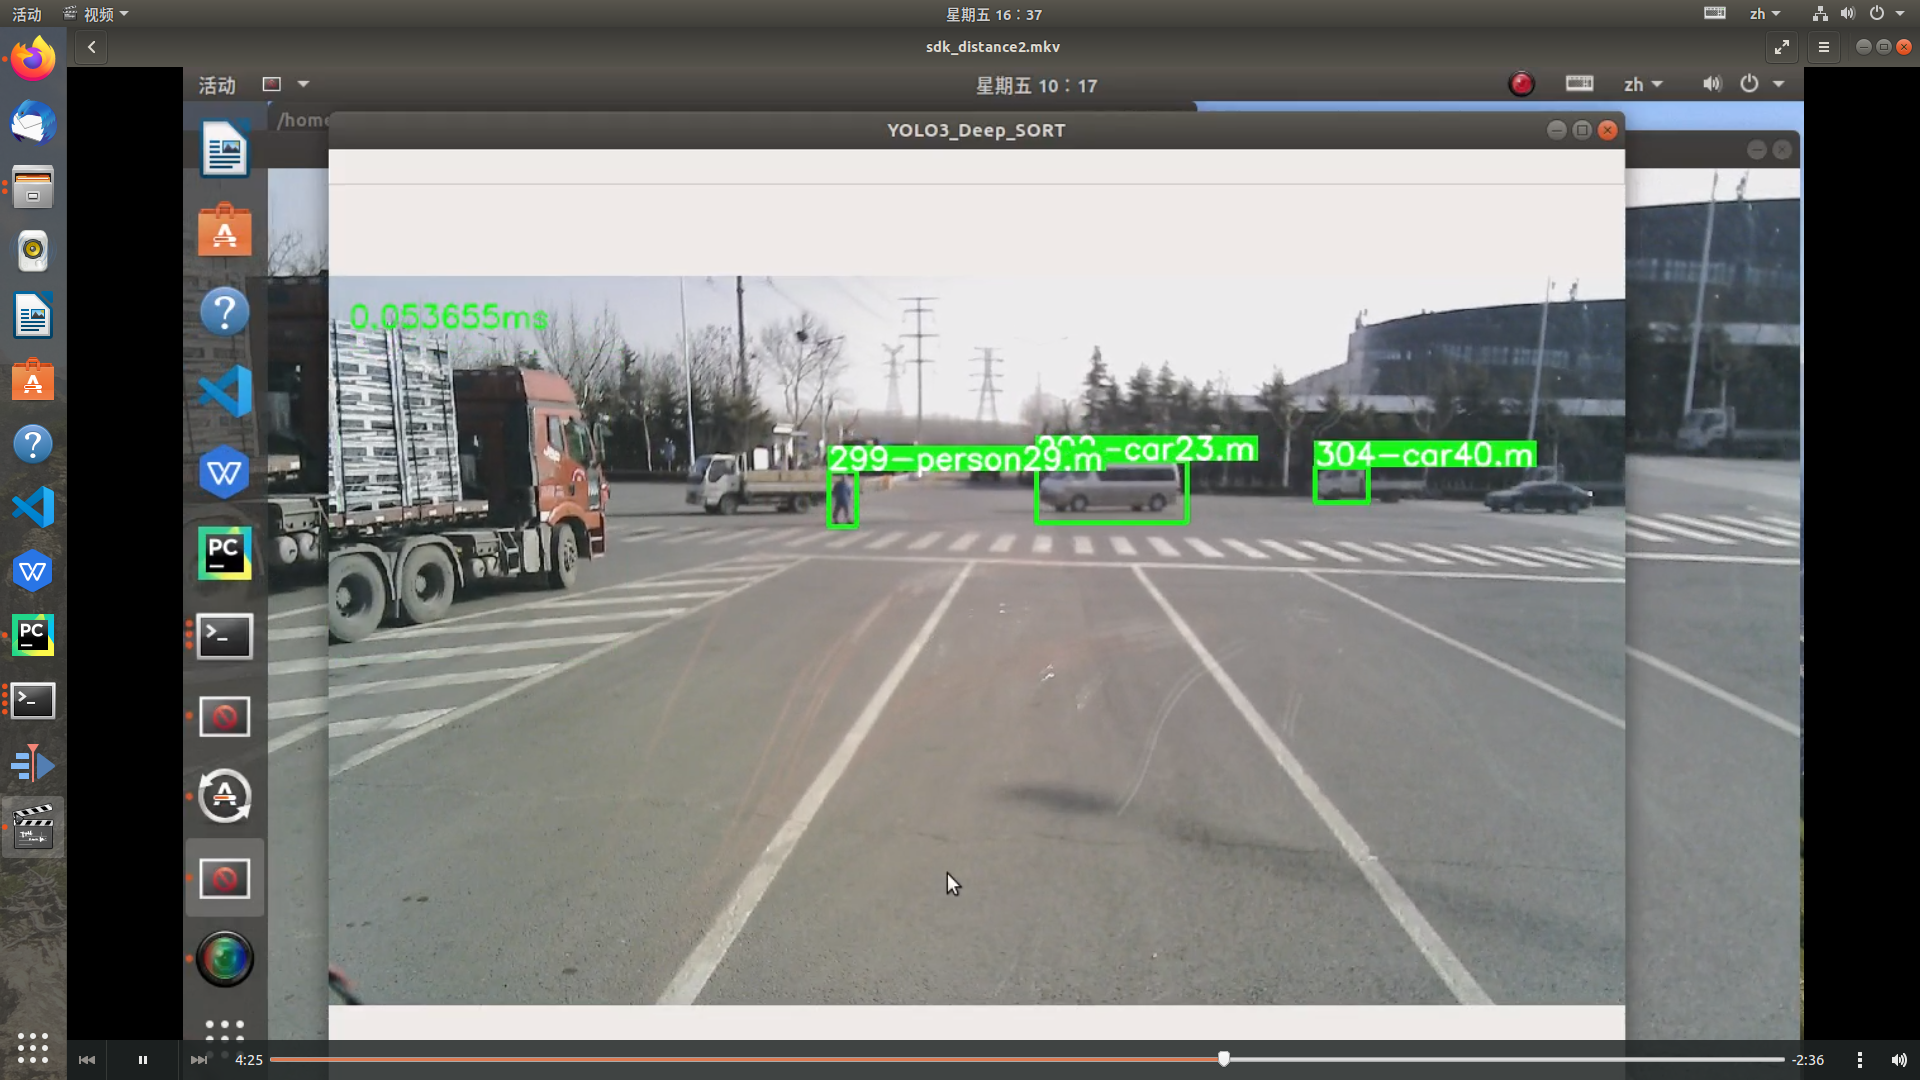 活动
视频
星期五 16：37
zh
sdk_distance2.mkv
活动
星期五 10：17
zh
/home
YOLO3_Deep_SORT
0.053655ms
299-person29.m
-car23.m
304-car40.m
4:25
-2:36